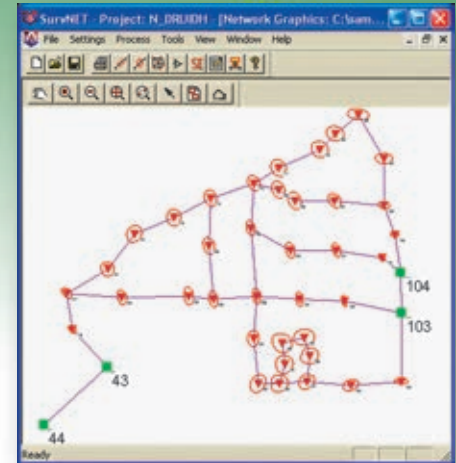 SurvNET - Project: N_DRUIDH - [Network Graphics: C:\sam...
File Settings Process Tools View Window Help
104
103
43
44
Ready